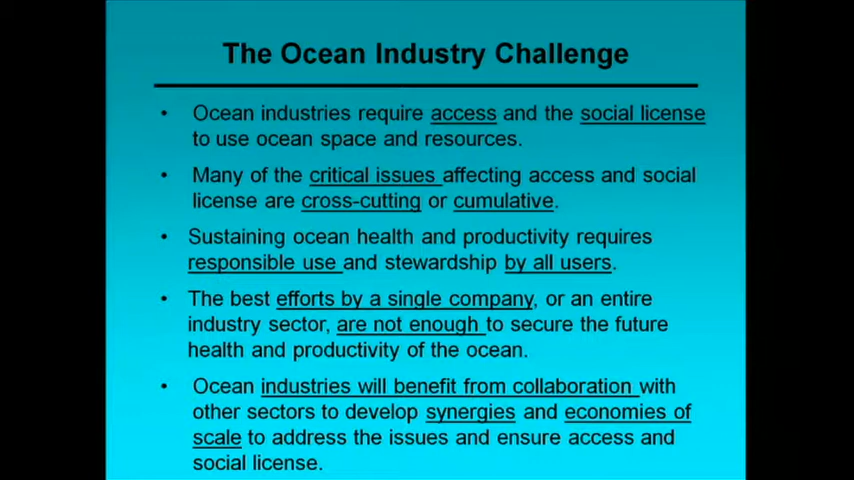 The Ocean Industry Challenge
• Ocean industries require access and the social license
to use ocean space and resources.
• Many of the critical issues affecting access and social
license are cross-cutting or cumulative.
• Sustaining ocean health and productivity requires
responsible use and stewardship by all users.
• The best efforts by a single company, or an entire
industry sector, are not enough to secure the future
health and productivity of the ocean.
• Ocean industries will benefit from collaboration with
other sectors to develop synergies and economies of
scale to address the issues and ensure access and
social license.